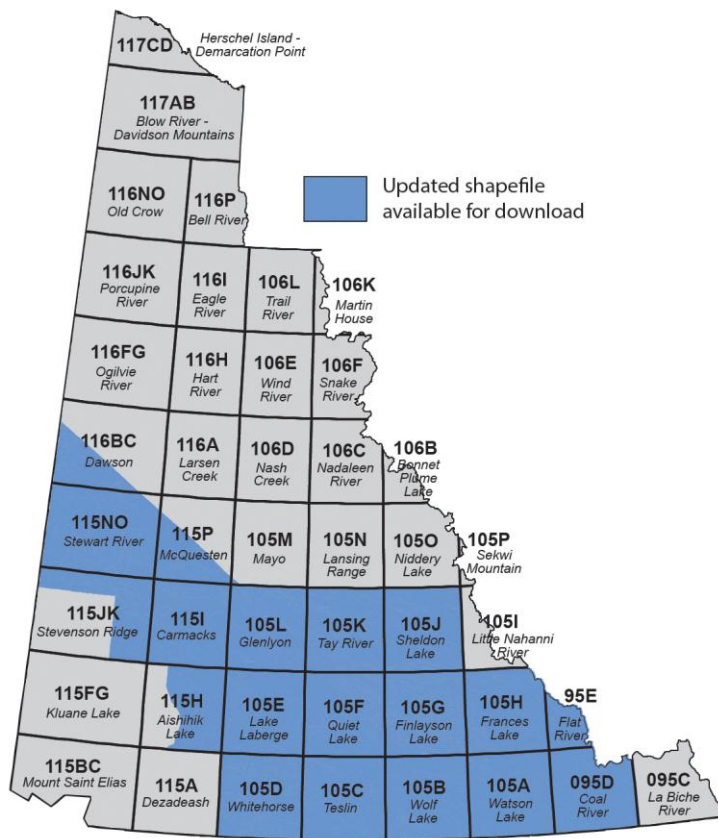 117CD
Herschel Island -
Demarcation Point
117AB
Blow River -
Davidson Mountains
Updated shapefile
available for download
116NO
Old Crow
116P
Bell River
116JK
Porcupine
River
116I
Eagle
River
106L
Trail
River
106K
Martin
House
116FG
Ogilvie
River
116H
Hart
River
106E
Wind
River
106F
Snake
River
116BC
Dawson
116A
Larsen
Creek
106D
Nash
Creek
106C
Nadaleen
River
106B
Bonnet
Plume
Lake
115NO
Stewart River
115P
McQuesten
105M
Mayo
105N
Lansing
Range
105O
Niddery
Lake
105P
Sekwi
Mountain
115JK
Stevenson Ridge
115I
Carmacks
105L
Glenlyon
105K
Tay River
105J
Sheldon
Lake
105I
Little Nahanni
River
115FG
Kluane Lake
115H
Aishihik
Lake
105E
Lake
Laberge
105F
Quiet
Lake
105G
Finlayson
Lake
105H
Frances
Lake
95E
Flat
River
115BC
Mount Saint Elias
115A
Dezadeash
105D
Whitehorse
105C
Teslin
105B
Wolf
Lake
105A
Watson
Lake
095D
Coal
River
095C
La Biche
River